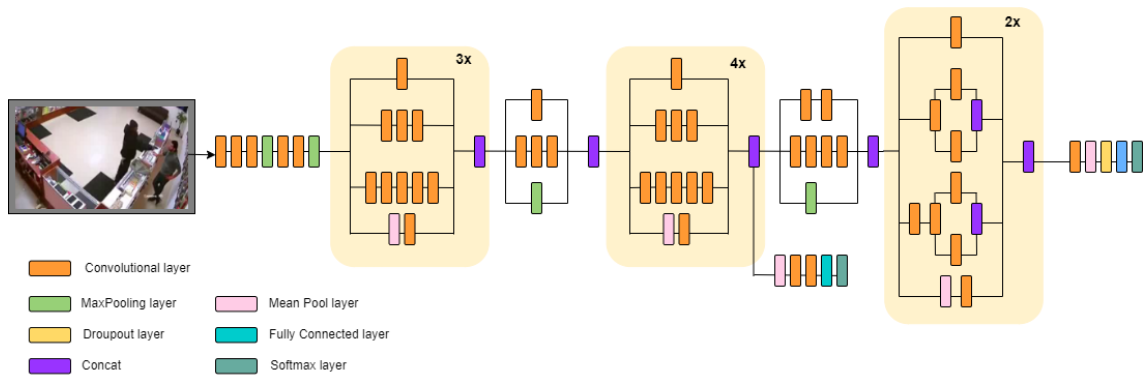 3x
4x
2x
Convolutional layer
MaxPooling layer
Mean Pool layer
Droupout layer
Fully Connected layer
Concat
Softmax layer